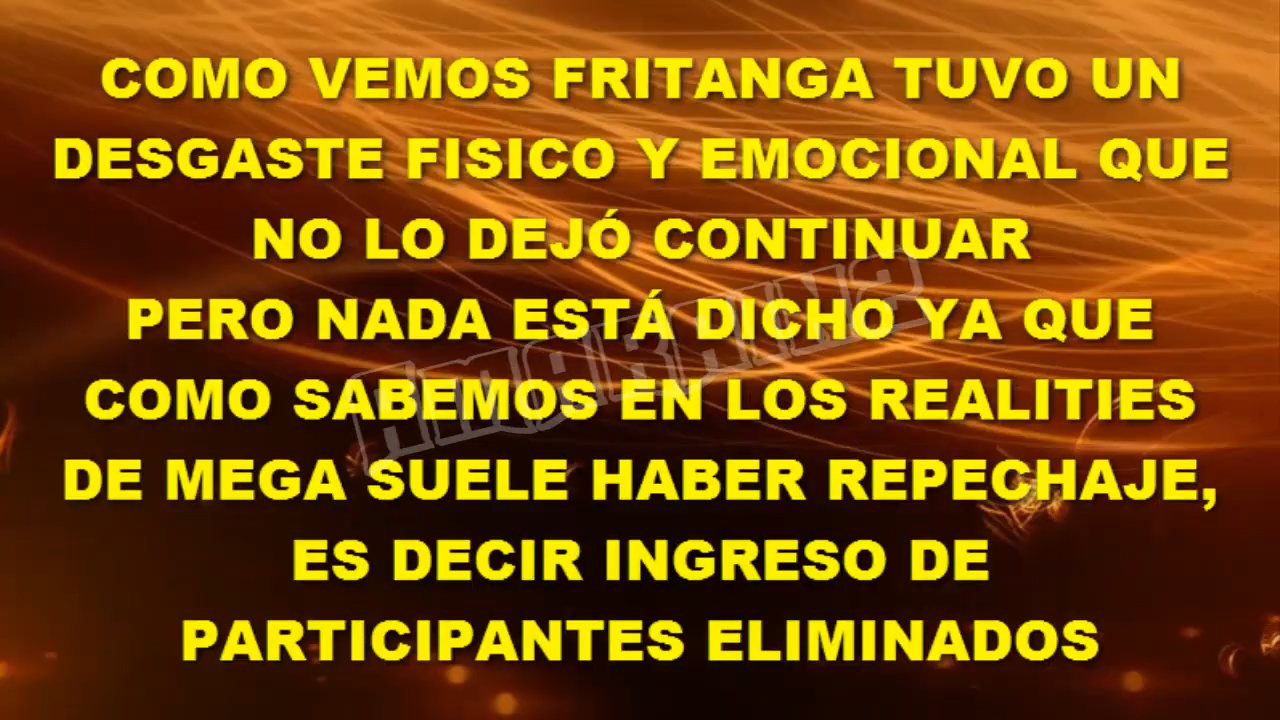 COMO VEMOS FRITANGA TUVO UN
DESGASTE FISICO Y EMOCIONAL QUE
NO LO DEJÓ CONTINUAR
PERO NADA ESTÁ DICHO YA QUE
COMO SABEMOS EN LOS REALITIES
DE MEGA SUELE HABER REPECHAJE,
ES DECIR INGRESO DE
PARTICIPANTES ELIMINADOS